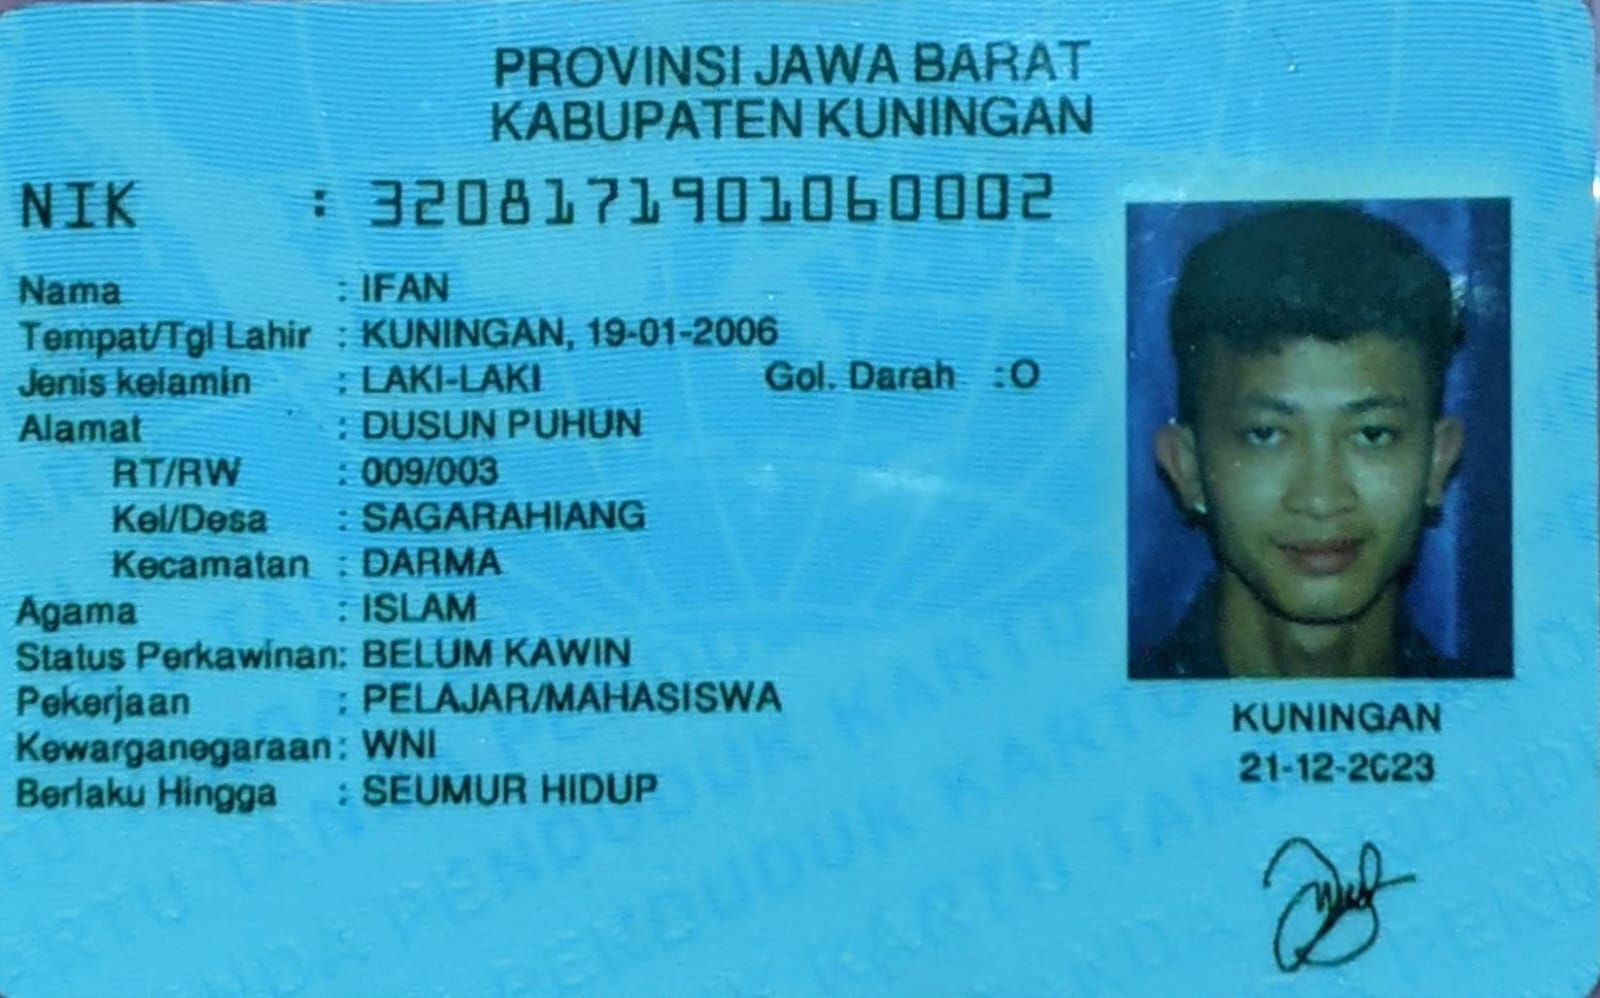 PROVINSI JAWA BARAT
KABUPATEN KUNINGAN
NIK : 3208171901060002
Nama : IFAN
Tempat/Tgl Lahir : KUNINGAN, 19-01-2006
Jenis kelamin : LAKI-LAKI Gol. Darah : O
Alamat : DUSUN PUHUN
RT/RW : 009/003
Kel/Desa : SAGARAHIANG
Kecamatan : DARMA
Agama : ISLAM
Status Perkawinan: BELUM KAWIN
Pekerjaan : PELAJAR/MAHASISWA
Kewarganegaraan: WNI
Berlaku Hingga : SEUMUR HIDUP
KUNINGAN
21-12-2023